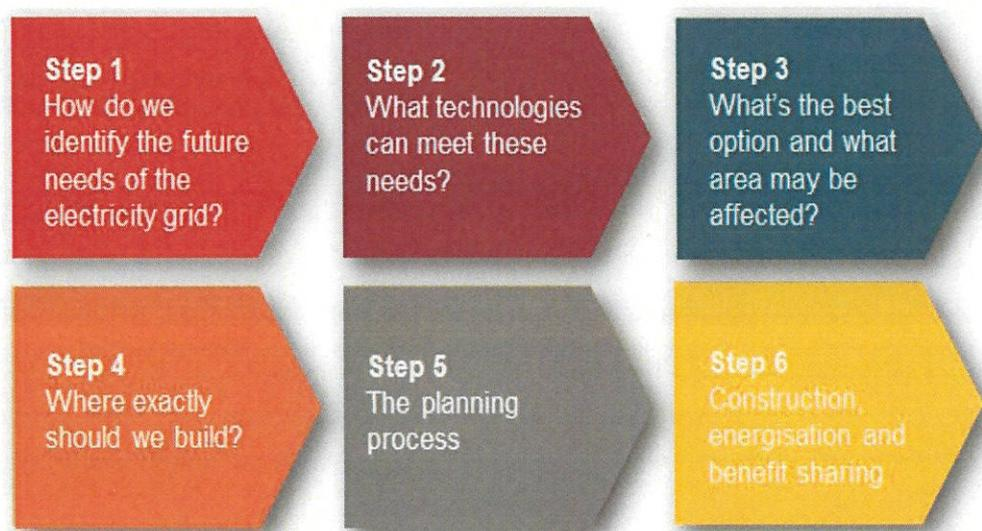 Step 1
How do we
identify the future
needs of the
electricity grid?
Step 2
What technologies
can meet these
needs?
Step 3
What's the best
option and what
area may be
affected?
Step 4
Where exactly
should we build?
Step 5
The planning
process
Step 6
Construction,
energisation and
benefit sharing